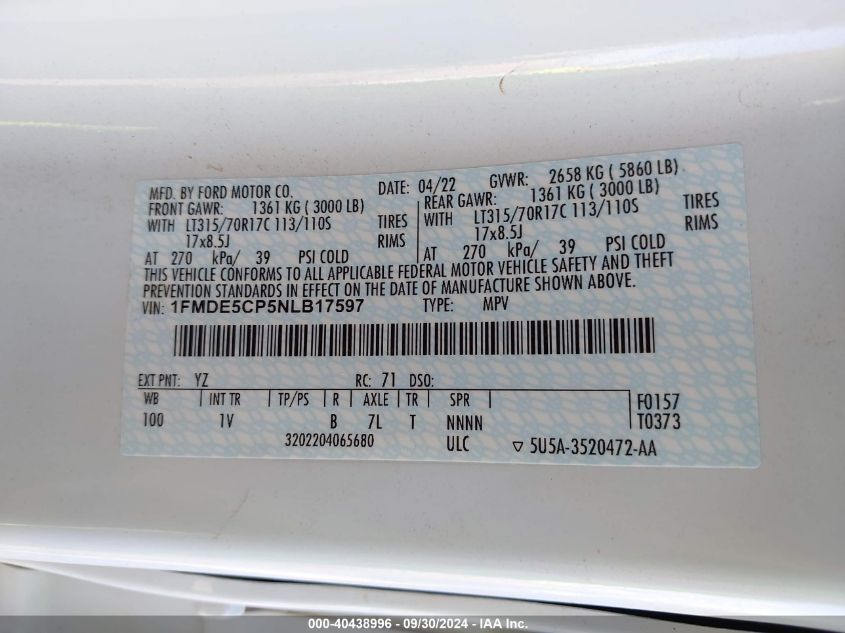 MFD. BY FORD MOTOR CO. DATE: 04/22 GVWR: 2658 KG ( 5860 LB)
FRONT GAWR: 1361 KG ( 3000 LB) REAR GAWR: 1361 KG ( 3000 LB)
WITH LT315/70R17C 113/110S TIRES WITH LT315/70R17C 113/110S TIRES
17x8.5J RIMS 17x8.5J RIMS
AT 270 kPa/ 39 PSI COLD AT 270 kPa/ 39 PSI COLD
THIS VEHICLE CONFORMS TO ALL APPLICABLE FEDERAL MOTOR VEHICLE SAFETY AND THEFT
PREVENTION STANDARDS IN EFFECT ON THE DATE OF MANUFACTURE SHOWN ABOVE.
VIN: 1FMDE5CP5NLB17597 TYPE: MPV
EXT PNT: YZ RC: 71 DSO:
WB INT TR TP/PS R AXLE TR SPR F0157
100 1V B 7L T NNNN T0373
3202204065680 ULC ▽ 5U5A-3520472-AA
000-40438996 - 09/30/2024 - IAA Inc.